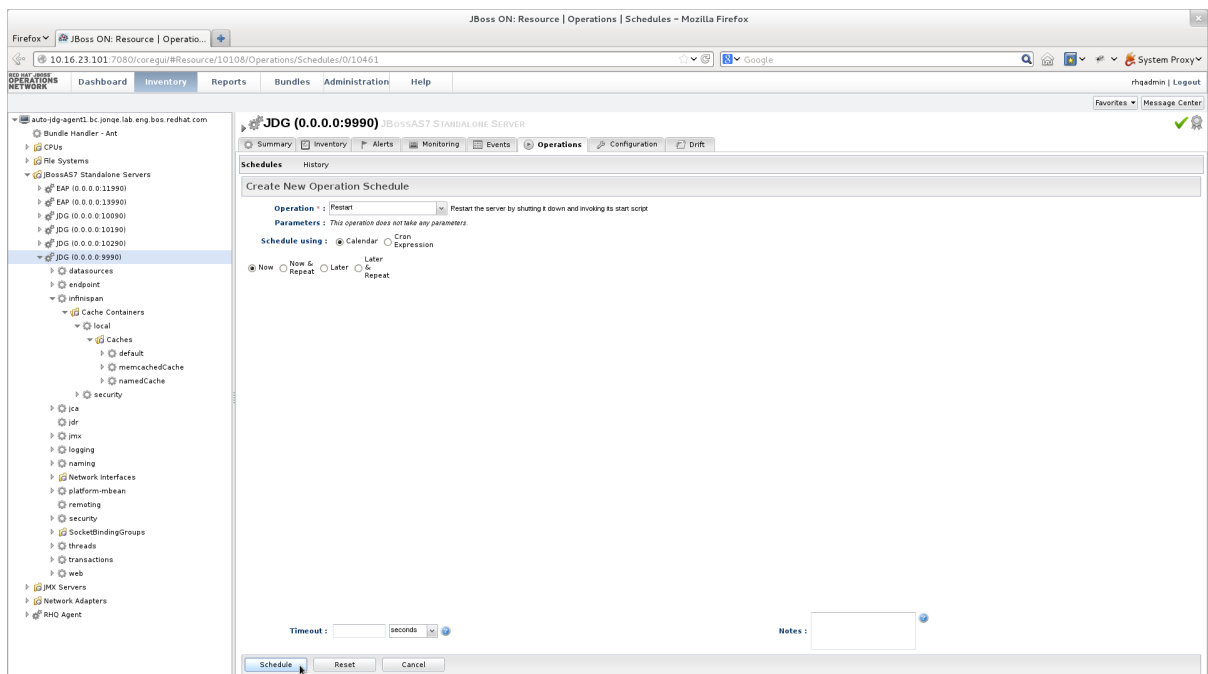 JBoss ON: Resource | Operations | Schedules - Mozilla Firefox
Firefox
JBoss ON: Resource | Operatio...
10.16.23.101:7080/coregui/#Resource/10108/Operations/Schedules/0/10461
Google
System Proxy
RED HAT JBOSS
OPERATIONS
NETWORK
Dashboard Inventory Reports Bundles Administration Help
rhqadmin | Logout
Favorites Message Center
auto-jdg-agent1.bc.jonqe.lab.eng.bos.redhat.com
Bundle Handler - Ant
CPUs
File Systems
JBossAS7 Standalone Servers
EAP (0.0.0.0:11990)
EAP (0.0.0.0:13990)
JDG (0.0.0.0:10090)
JDG (0.0.0.0:10190)
JDG (0.0.0.0:10290)
JDG (0.0.0.0:9990)
datasources
endpoint
infinispan
Cache Containers
local
Caches
default
memcachedCache
namedCache
security
jca
jdr
jmx
logging
naming
Network Interfaces
platform-mbean
remoting
security
SocketBindingGroups
threads
transactions
web
JMX Servers
Network Adapters
RHQ Agent
JDG (0.0.0.0:9990) JBossAS7 Standalone Server
Summary Inventory Alerts Monitoring Events Operations Configuration Drift
Schedules History
Create New Operation Schedule
Operation * : Restart Restart the server by shutting it down and invoking its start script
Parameters : This operation does not take any parameters.
Schedule using : Calendar Cron Expression
Now Now & Repeat Later Later & Repeat
Timeout : seconds Notes :
Schedule Reset Cancel